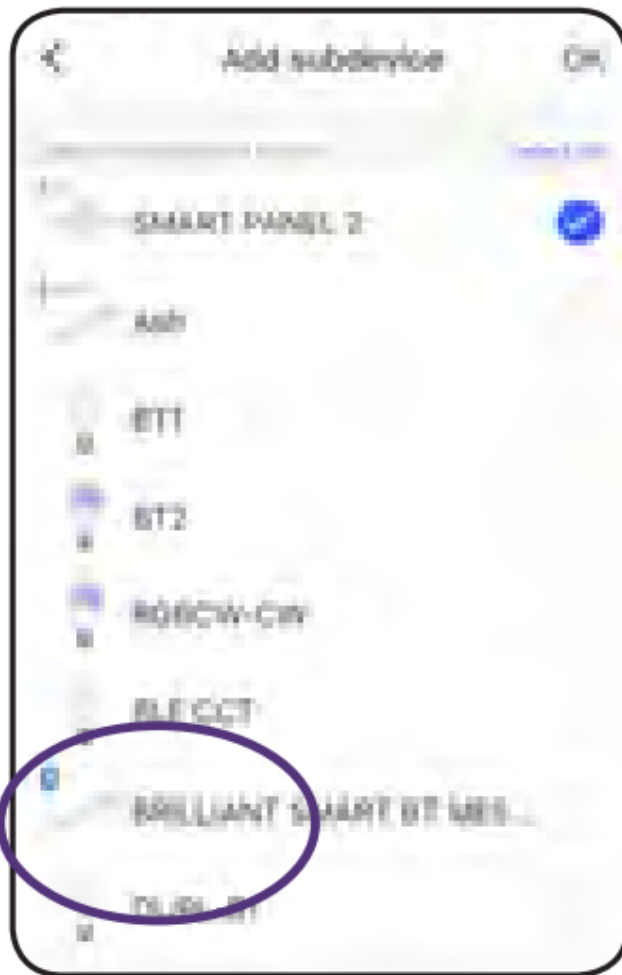 Add subdevice OK
SMART PANEL 2
Ash
BT1
BT2
RGBCW-CW
BLE CCT
BRILLIANT SMART BT MES...